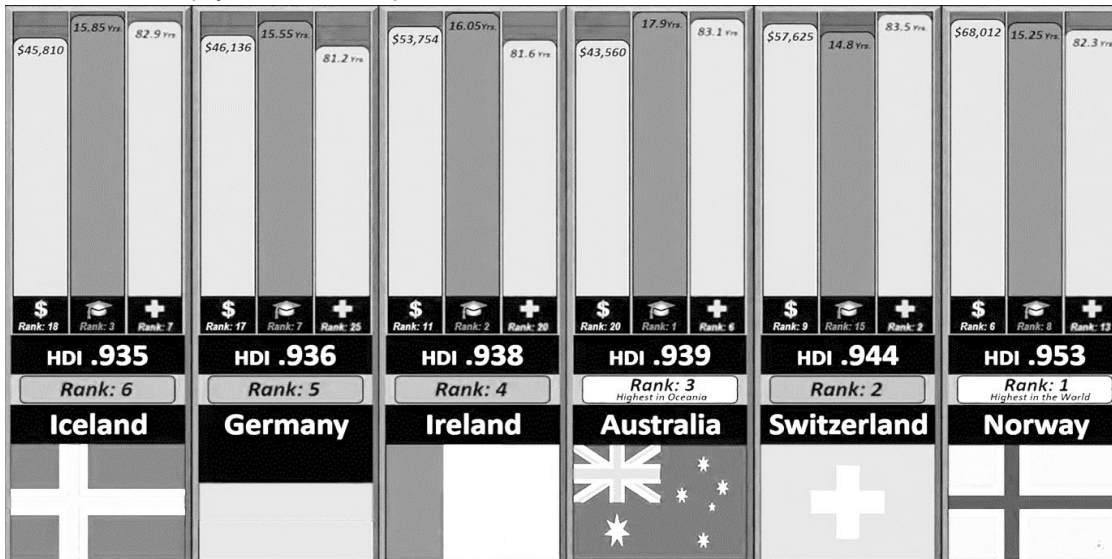 $45,810
15.85 Yrs.
82.9 Yrs.
Rank: 18
Rank: 3
Rank: 7
HDI .935
Rank: 6
Iceland
$46,136
15.55 Yrs.
81.2 Yrs.
$
Rank: 17
Rank: 7
Rank: 25
HDI .936
Rank: 5
Germany
$53,754
16.05 Yrs.
81.6 Yrs.
$
Rank: 11
Rank: 2
Rank: 20
HDI .938
Rank: 4
Ireland
$43,560
17.9 Yrs.
83.1 Yrs.
$
Rank: 20
Rank: 1
Rank: 6
HDI .939
Rank: 3
Highest in Oceania
Australia
$57,625
14.8 Yrs.
83.5 Yrs.
$
Rank: 9
Rank: 15
Rank: 2
HDI .944
Rank: 2
Switzerland
$68,012
15.25 Yrs.
82.3 Yrs.
$
Rank: 6
Rank: 8
Rank: 13
HDI .953
Rank: 1
Highest in the World
Norway